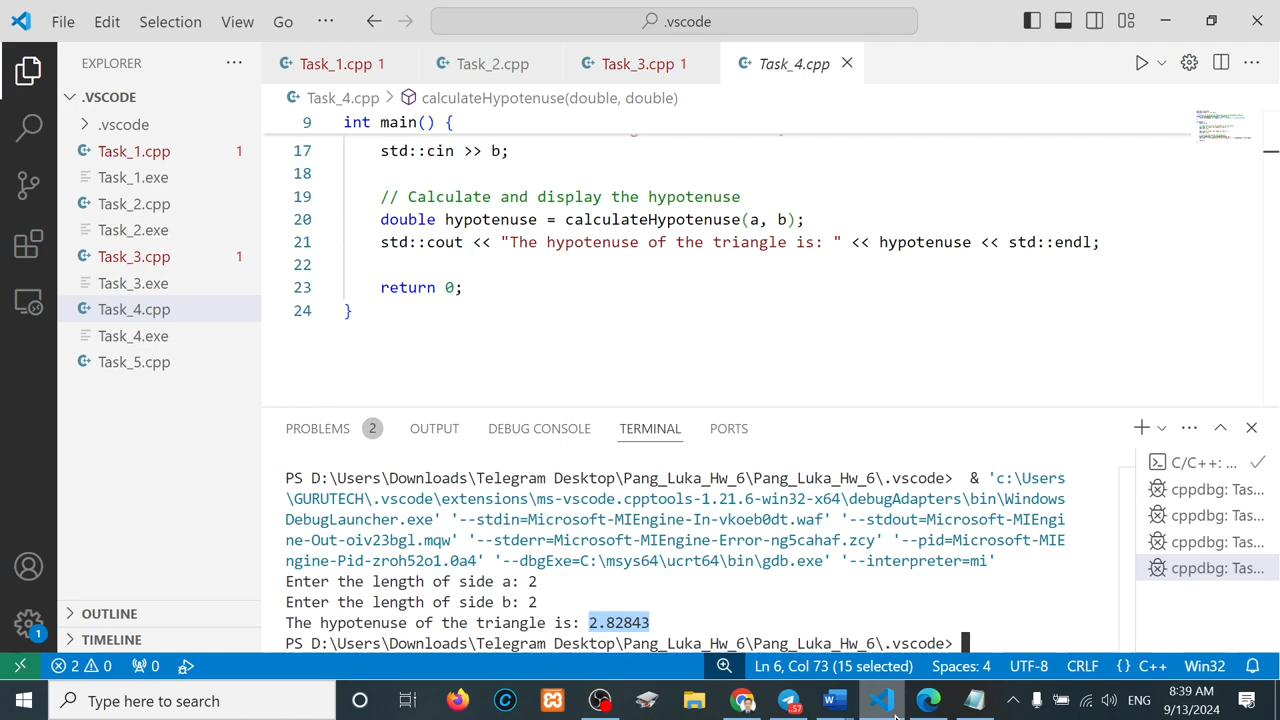 File Edit Selection View Go ··· .vscode
EXPLORER ···
.VSCODE
.vscode
Task_1.cpp 1
Task_1.exe
Task_2.cpp
Task_2.exe
Task_3.cpp 1
Task_3.exe
Task_4.cpp
Task_4.exe
Task_5.cpp
OUTLINE
TIMELINE
1
Task_1.cpp 1 Task_2.cpp Task_3.cpp 1 Task_4.cpp
Task_4.cpp > calculateHypotenuse(double, double)
9 int main() {
17 std::cin >> b;
18
19 // Calculate and display the hypotenuse
20 double hypotenuse = calculateHypotenuse(a, b);
21 std::cout << "The hypotenuse of the triangle is: " << hypotenuse << std::endl;
22
23 return 0;
24 }
PROBLEMS 2 OUTPUT DEBUG CONSOLE TERMINAL PORTS
PS D:\Users\Downloads\Telegram Desktop\Pang_Luka_Hw_6\Pang_Luka_Hw_6\.vscode> & 'c:\Users
\GURUTECH\.vscode\extensions\ms-vscode.cpptools-1.21.6-win32-x64\debugAdapters\bin\Windows
DebugLauncher.exe' '--stdin=Microsoft-MIEngine-In-vkoeb0dt.waf' '--stdout=Microsoft-MIEngi
ne-Out-oiv23bgl.mqw' '--stderr=Microsoft-MIEngine-Error-ng5cahaf.zcy' '--pid=Microsoft-MIE
ngine-Pid-zroh52o1.0a4' '--dbgExe=C:\msys64\ucrt64\bin\gdb.exe' '--interpreter=mi'
Enter the length of side a: 2
Enter the length of side b: 2
The hypotenuse of the triangle is: 2.82843
PS D:\Users\Downloads\Telegram Desktop\Pang_Luka_Hw_6\Pang_Luka_Hw_6\.vscode>
C/C++: ...
cppdbg: Tas...
cppdbg: Tas...
cppdbg: Tas...
cppdbg: Tas...
2 0 0 Ln 6, Col 73 (15 selected) Spaces: 4 UTF-8 CRLF {} C++ Win32
Type here to search 57 ENG 8:39 AM
9/13/2024